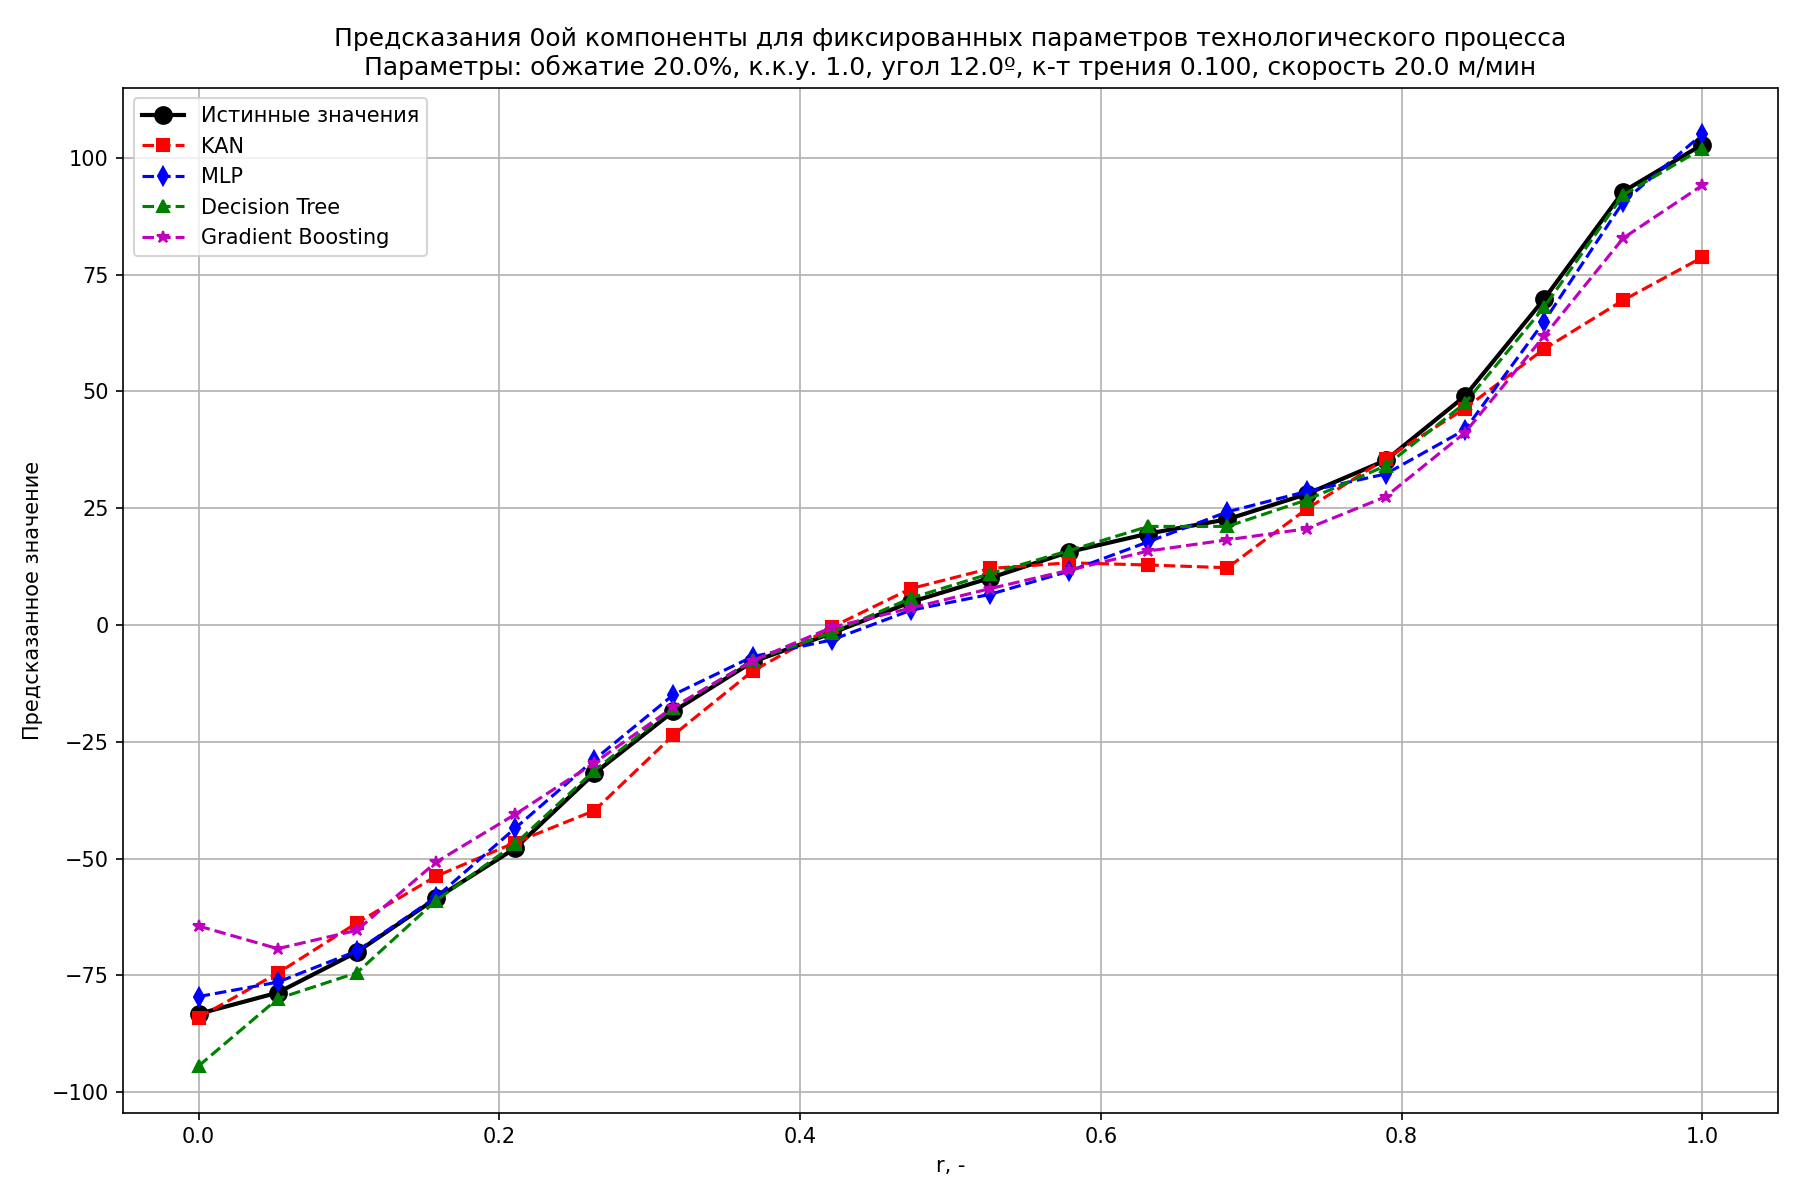 Предсказания 0ой компоненты для фиксированных параметров технологического процесса
Параметры: обжатие 20.0%, к.к.у. 1.0, угол 12.0º, к-т трения 0.100, скорость 20.0 м/мин
Истинные значения
KAN
MLP
Decision Tree
Gradient Boosting
Предсказанное значение
100
75
50
25
0
−25
−50
−75
−100
0.0 0.2 0.4 0.6 0.8 1.0
r, -